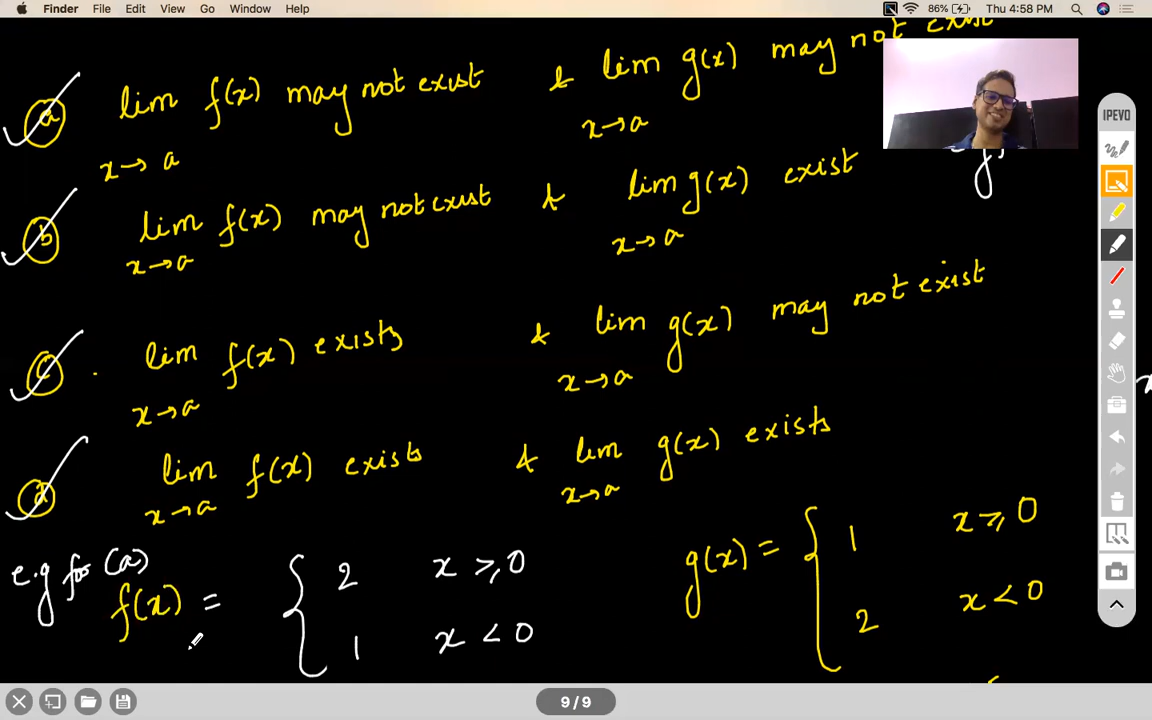 Finder File Edit View Go Window Help 86% Thu 4:58 PM
(a) lim f(x) may not exist & lim g(x) may not exist
x→a x→a
(b) lim f(x) may not exist & lim g(x) exist
x→a x→a
(c) . lim f(x) exists & lim g(x) may not exist
x→a x→a
(d) lim f(x) exists & lim g(x) exists
x→a x→a
e.g for (a)
f(x) = { 2 x ⩾ 0
1 x < 0
g(x) = { 1 x ⩾ 0
2 x < 0
IPEVO
9/9